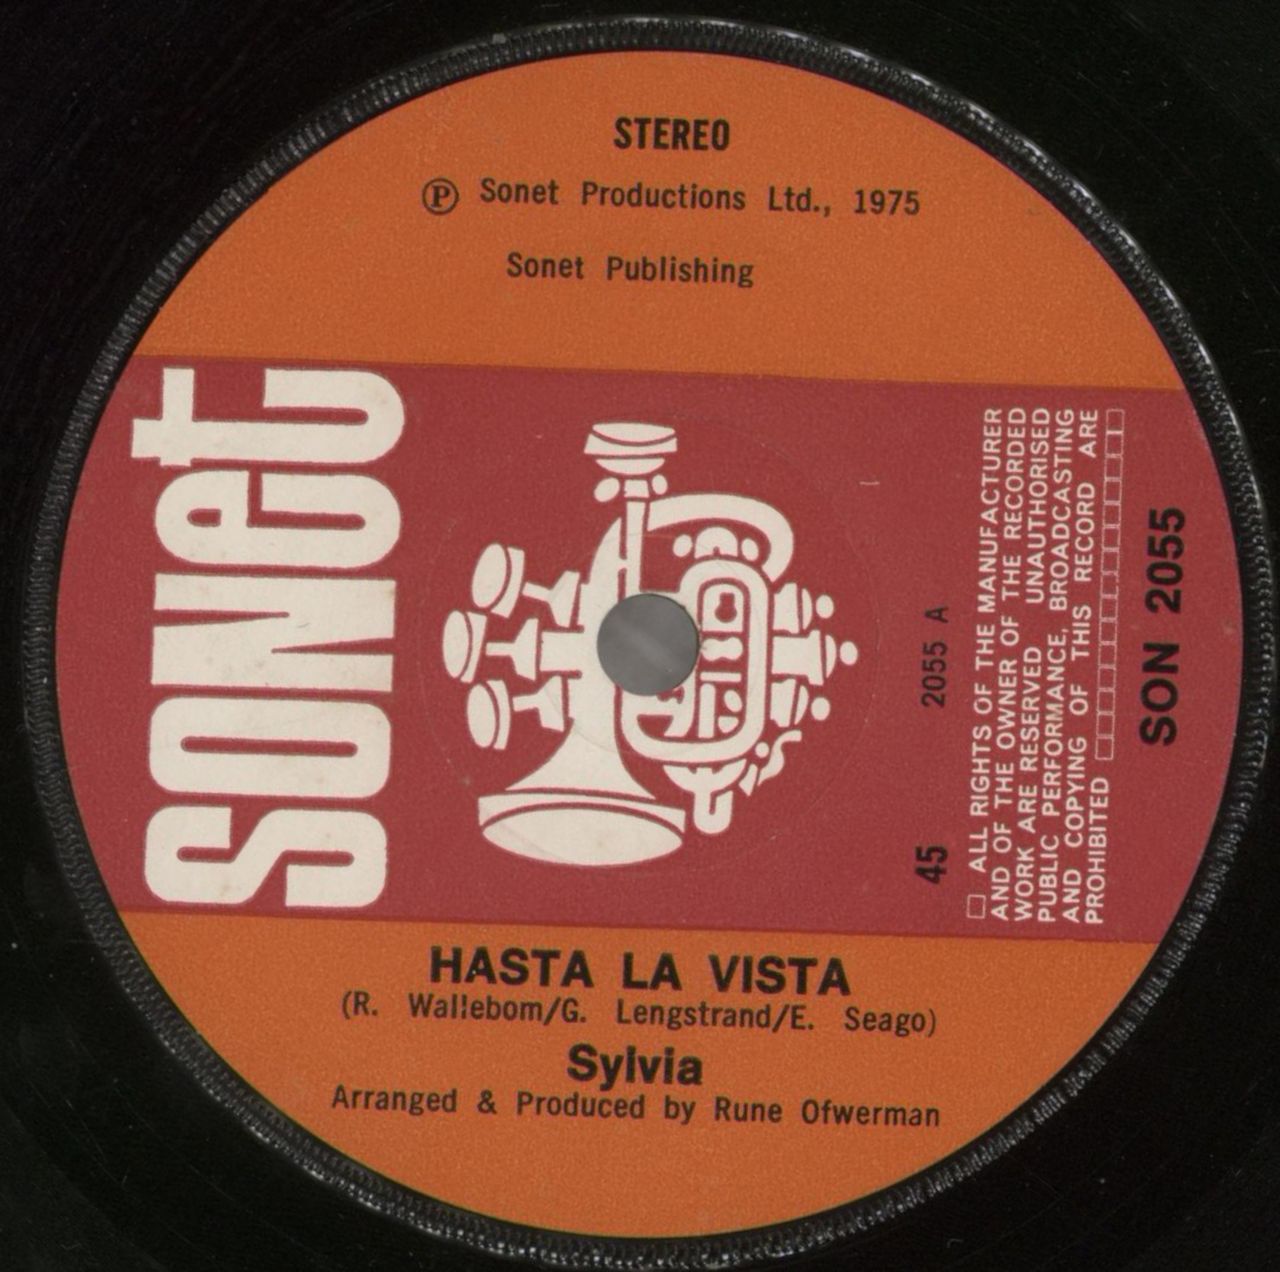 STEREO
Ⓟ Sonet Productions Ltd., 1975
Sonet Publishing
soNet
45
2055 A
ALL RIGHTS OF THE MANUFACTURER
AND OF THE OWNER OF THE RECORDED
WORK ARE RESERVED UNAUTHORISED
PUBLIC PERFORMANCE, BROADCASTING
AND COPYING OF THIS RECORD ARE
PROHIBITED
SON 2055
HASTA LA VISTA
(R. Wallebom/G. Lengstrand/E. Seago)
Sylvia
Arranged & Produced by Rune Ofwerman